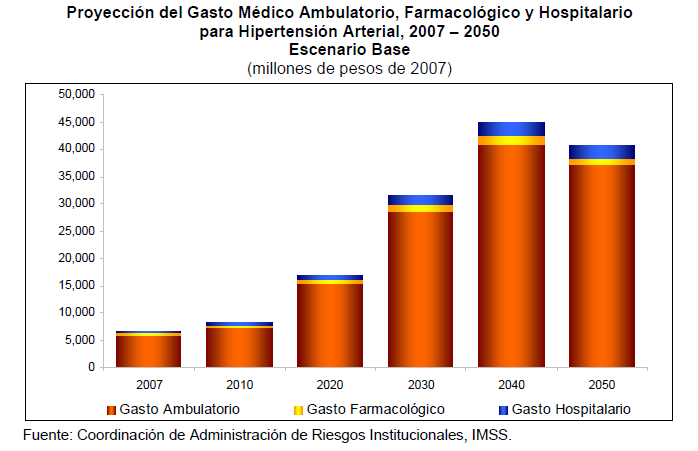 Proyección del Gasto Médico Ambulatorio, Farmacológico y Hospitalario
para Hipertensión Arterial, 2007 – 2050
Escenario Base
(millones de pesos de 2007)
50,000
45,000
40,000
35,000
30,000
25,000
20,000
15,000
10,000
5,000
0
2007 2010 2020 2030 2040 2050
Gasto Ambulatorio Gasto Farmacológico Gasto Hospitalario
Fuente: Coordinación de Administración de Riesgos Institucionales, IMSS.